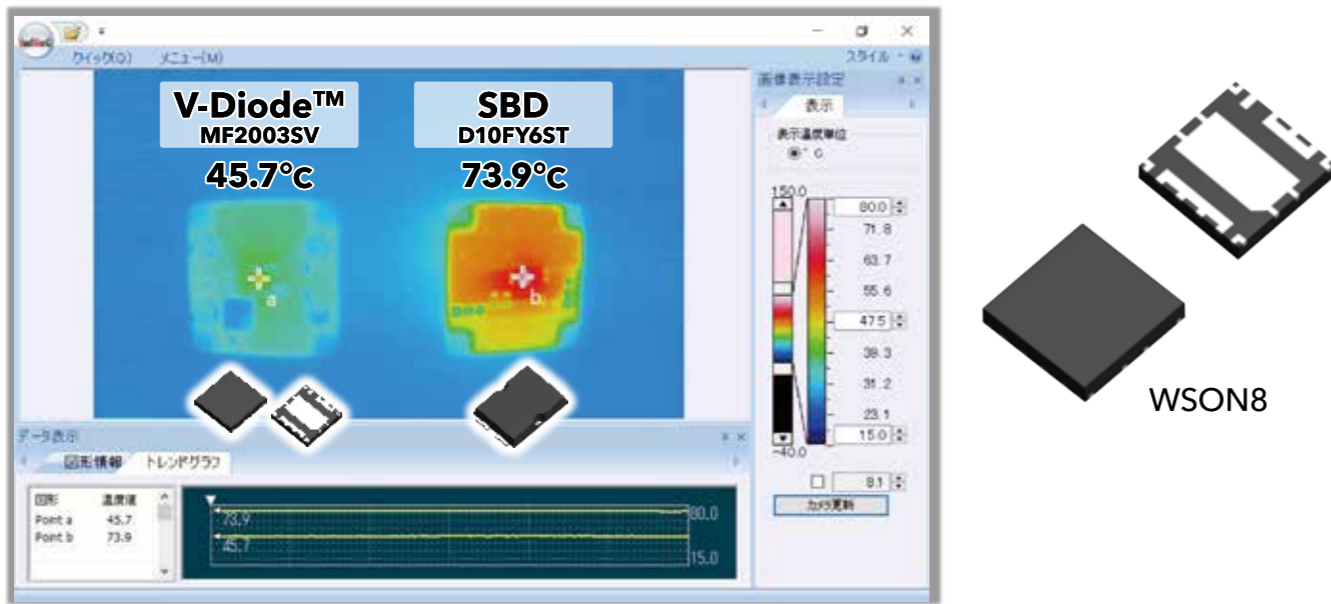 クイック(Q) メニュー(M) スタイル
V-Diode™
MF2003SV
45.7°C
SBD
D10FY6ST
73.9°C
a
b
画像表示設定
表示
表示温度単位
° C
150.0
80.0
71.8
63.7
55.6
47.5
39.3
31.2
23.1
15.0
-40.0
8.1
カメラ更新
データ表示
図形情報 トレンドグラフ
図形 温度値
Point a 45.7
Point b 73.9
73.9
45.7
80.0
15.0
WSON8